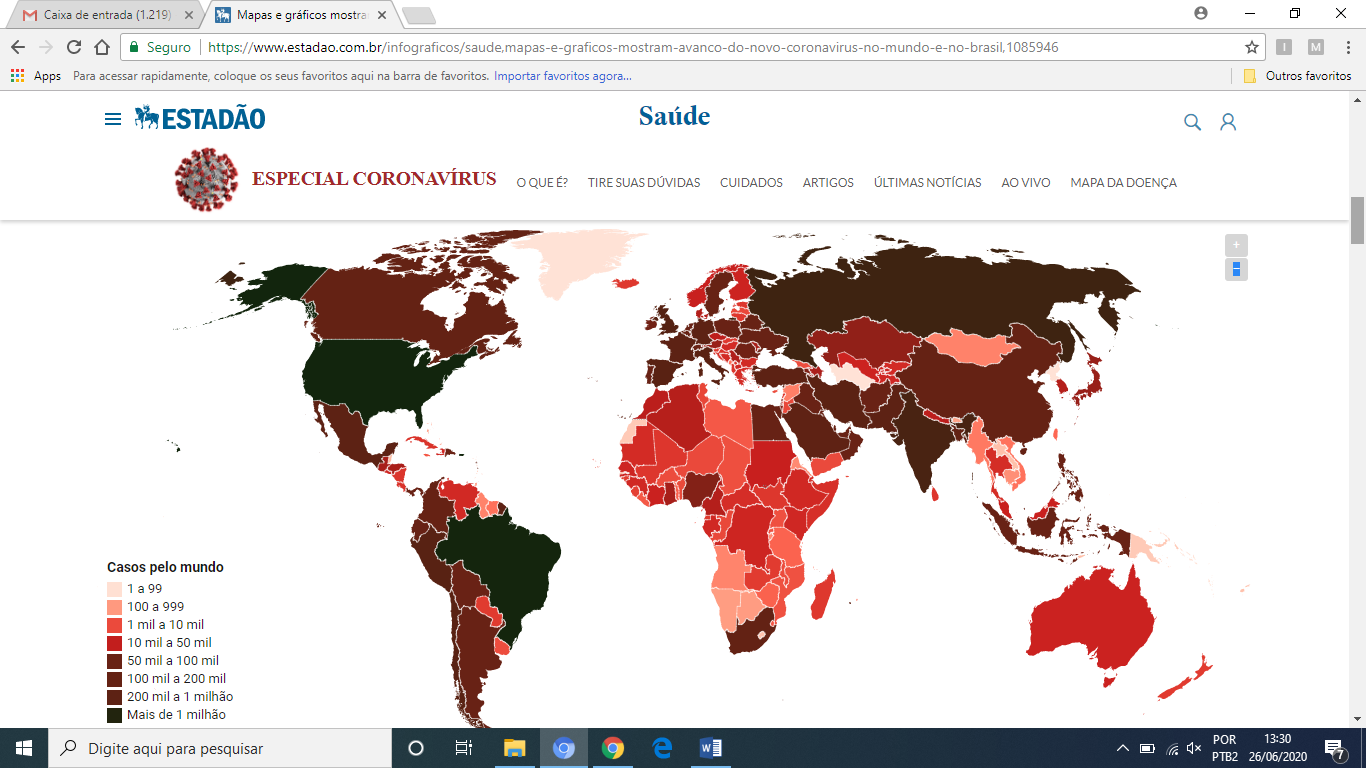 Caixa de entrada (1.219)
Mapas e gráficos mostra
Seguro
https://www.estadao.com.br/infograficos/saude,mapas-e-graficos-mostram-avanco-do-novo-coronavirus-no-mundo-e-no-brasil,1085946
Apps
Para acessar rapidamente, coloque os seus favoritos aqui na barra de favoritos. Importar favoritos agora...
Outros favoritos
ESTADÃO
Saúde
ESPECIAL CORONAVÍRUS
O QUE É?
TIRE SUAS DÚVIDAS
CUIDADOS
ARTIGOS
ÚLTIMAS NOTÍCIAS
AO VIVO
MAPA DA DOENÇA
+
Casos pelo mundo
1 a 99
100 a 999
1 mil a 10 mil
10 mil a 50 mil
50 mil a 100 mil
100 mil a 200 mil
200 mil a 1 milhão
Mais de 1 milhão
Digite aqui para pesquisar
POR
PTB2
13:30
26/06/2020
7